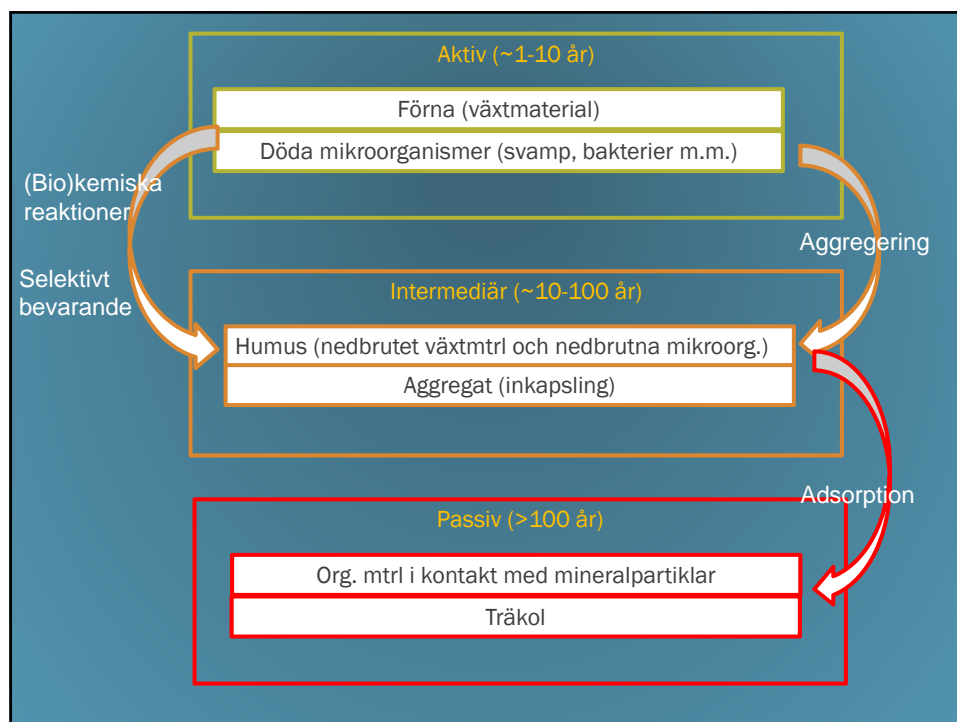 Aktiv (~1-10 år)
Förna (växtmaterial)
Döda mikroorganismer (svamp, bakterier m.m.)
(Bio)kemiska
reaktioner
Aggregering
Selektivt
bevarande
Intermediär (~10-100 år)
Humus (nedbrutet växtmtrl och nedbrutna mikroorg.)
Aggregat (inkapsling)
Adsorption
Passiv (>100 år)
Org. mtrl i kontakt med mineralpartiklar
Träkol